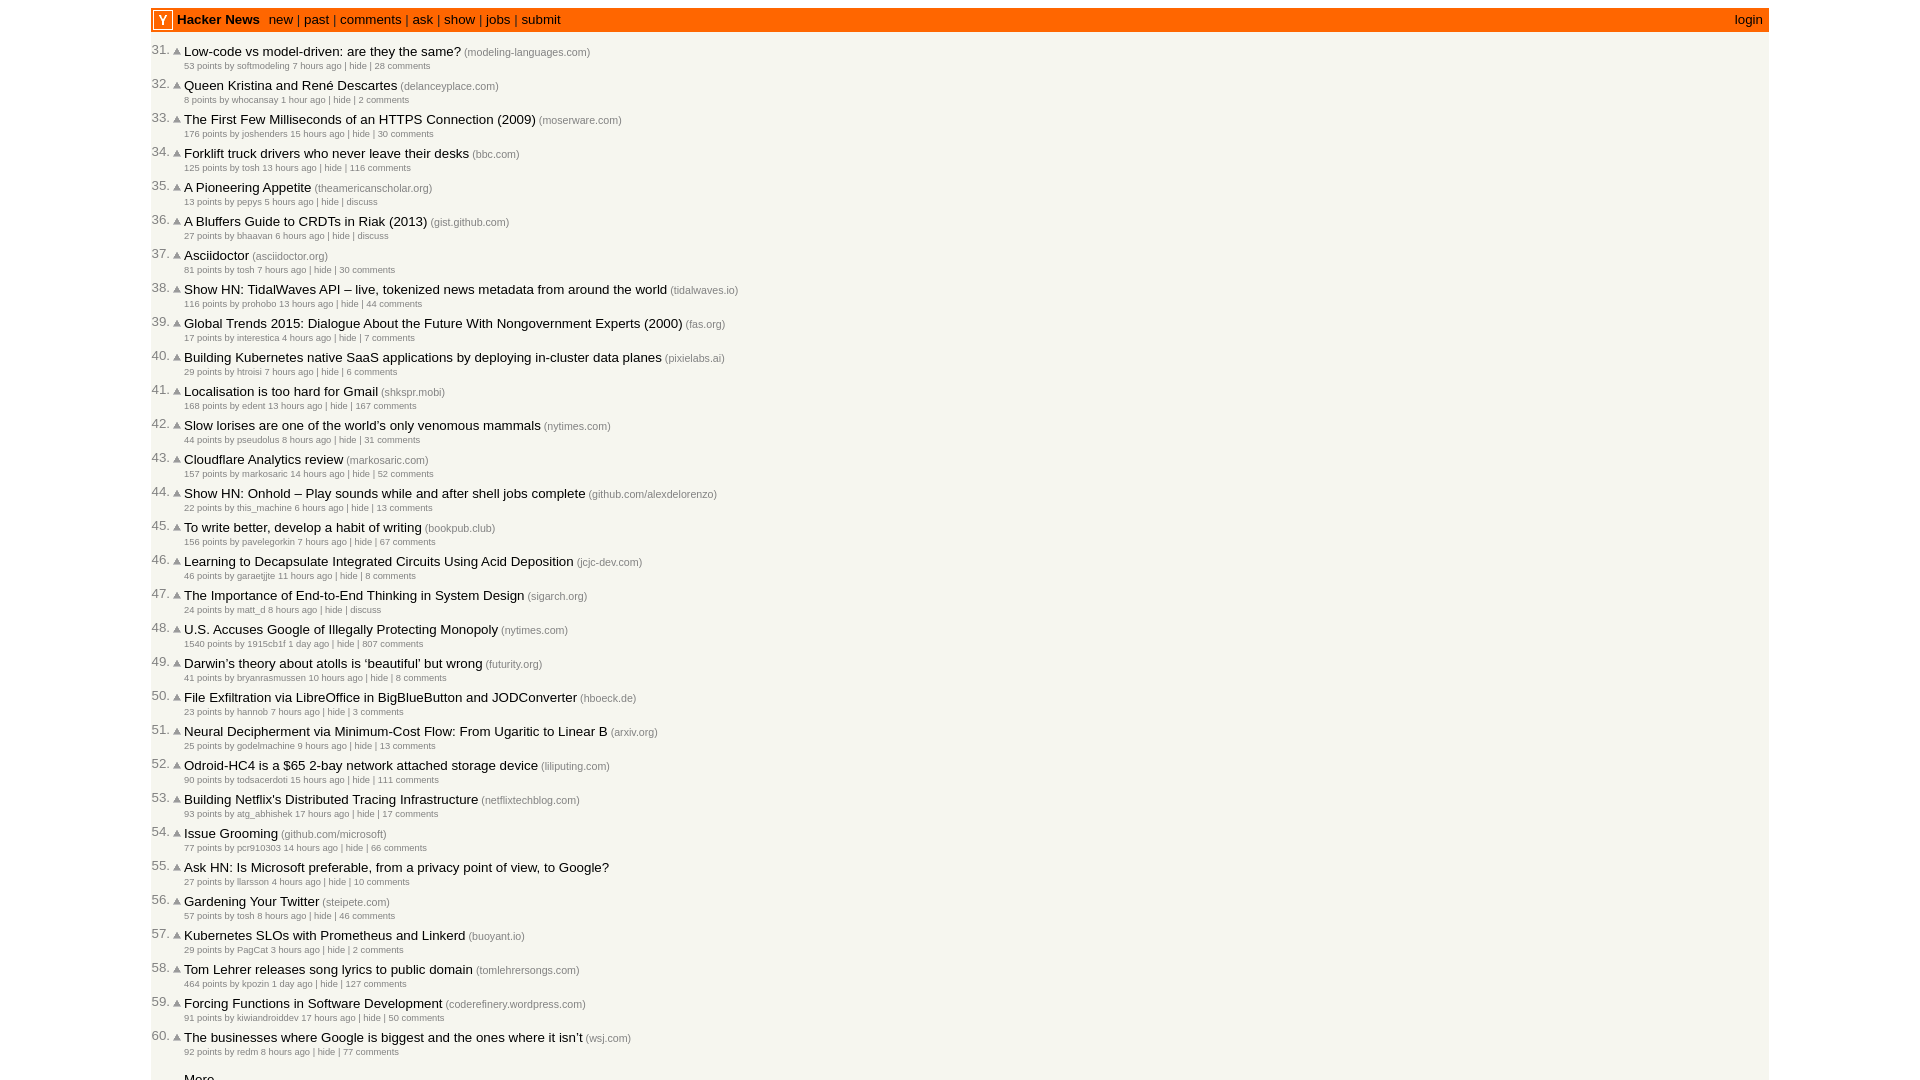 Y Hacker News new | past | comments | ask | show | jobs | submit login
31. Low-code vs model-driven: are they the same? (modeling-languages.com)
53 points by softmodeling 7 hours ago | hide | 28 comments
32. Queen Kristina and René Descartes (delanceyplace.com)
8 points by whocansay 1 hour ago | hide | 2 comments
33. The First Few Milliseconds of an HTTPS Connection (2009) (moserware.com)
176 points by joshenders 15 hours ago | hide | 30 comments
34. Forklift truck drivers who never leave their desks (bbc.com)
125 points by tosh 13 hours ago | hide | 116 comments
35. A Pioneering Appetite (theamericanscholar.org)
13 points by pepys 5 hours ago | hide | discuss
36. A Bluffers Guide to CRDTs in Riak (2013) (gist.github.com)
27 points by bhaavan 6 hours ago | hide | discuss
37. Asciidoctor (asciidoctor.org)
81 points by tosh 7 hours ago | hide | 30 comments
38. Show HN: TidalWaves API – live, tokenized news metadata from around the world (tidalwaves.io)
116 points by prohobo 13 hours ago | hide | 44 comments
39. Global Trends 2015: Dialogue About the Future With Nongovernment Experts (2000) (fas.org)
17 points by interestica 4 hours ago | hide | 7 comments
40. Building Kubernetes native SaaS applications by deploying in-cluster data planes (pixielabs.ai)
29 points by htroisi 7 hours ago | hide | 6 comments
41. Localisation is too hard for Gmail (shkspr.mobi)
168 points by edent 13 hours ago | hide | 167 comments
42. Slow lorises are one of the world’s only venomous mammals (nytimes.com)
44 points by pseudolus 8 hours ago | hide | 31 comments
43. Cloudflare Analytics review (markosaric.com)
157 points by markosaric 14 hours ago | hide | 52 comments
44. Show HN: Onhold – Play sounds while and after shell jobs complete (github.com/alexdelorenzo)
22 points by this_machine 6 hours ago | hide | 13 comments
45. To write better, develop a habit of writing (bookpub.club)
156 points by pavelegorkin 7 hours ago | hide | 67 comments
46. Learning to Decapsulate Integrated Circuits Using Acid Deposition (jcjc-dev.com)
46 points by garaetjjte 11 hours ago | hide | 8 comments
47. The Importance of End-to-End Thinking in System Design (sigarch.org)
24 points by matt_d 8 hours ago | hide | discuss
48. U.S. Accuses Google of Illegally Protecting Monopoly (nytimes.com)
1540 points by 1915cb1f 1 day ago | hide | 807 comments
49. Darwin’s theory about atolls is ‘beautiful’ but wrong (futurity.org)
41 points by bryanrasmussen 10 hours ago | hide | 8 comments
50. File Exfiltration via LibreOffice in BigBlueButton and JODConverter (hboeck.de)
23 points by hannob 7 hours ago | hide | 3 comments
51. Neural Decipherment via Minimum-Cost Flow: From Ugaritic to Linear B (arxiv.org)
25 points by godelmachine 9 hours ago | hide | 13 comments
52. Odroid-HC4 is a $65 2-bay network attached storage device (liliputing.com)
90 points by todsacerdoti 15 hours ago | hide | 111 comments
53. Building Netflix's Distributed Tracing Infrastructure (netflixtechblog.com)
93 points by atg_abhishek 17 hours ago | hide | 17 comments
54. Issue Grooming (github.com/microsoft)
77 points by pcr910303 14 hours ago | hide | 66 comments
55. Ask HN: Is Microsoft preferable, from a privacy point of view, to Google?
27 points by llarsson 4 hours ago | hide | 10 comments
56. Gardening Your Twitter (steipete.com)
57 points by tosh 8 hours ago | hide | 46 comments
57. Kubernetes SLOs with Prometheus and Linkerd (buoyant.io)
29 points by PagCat 3 hours ago | hide | 2 comments
58. Tom Lehrer releases song lyrics to public domain (tomlehrersongs.com)
464 points by kpozin 1 day ago | hide | 127 comments
59. Forcing Functions in Software Development (coderefinery.wordpress.com)
91 points by kiwiandroiddev 17 hours ago | hide | 50 comments
60. The businesses where Google is biggest and the ones where it isn’t (wsj.com)
92 points by redm 8 hours ago | hide | 77 comments
More